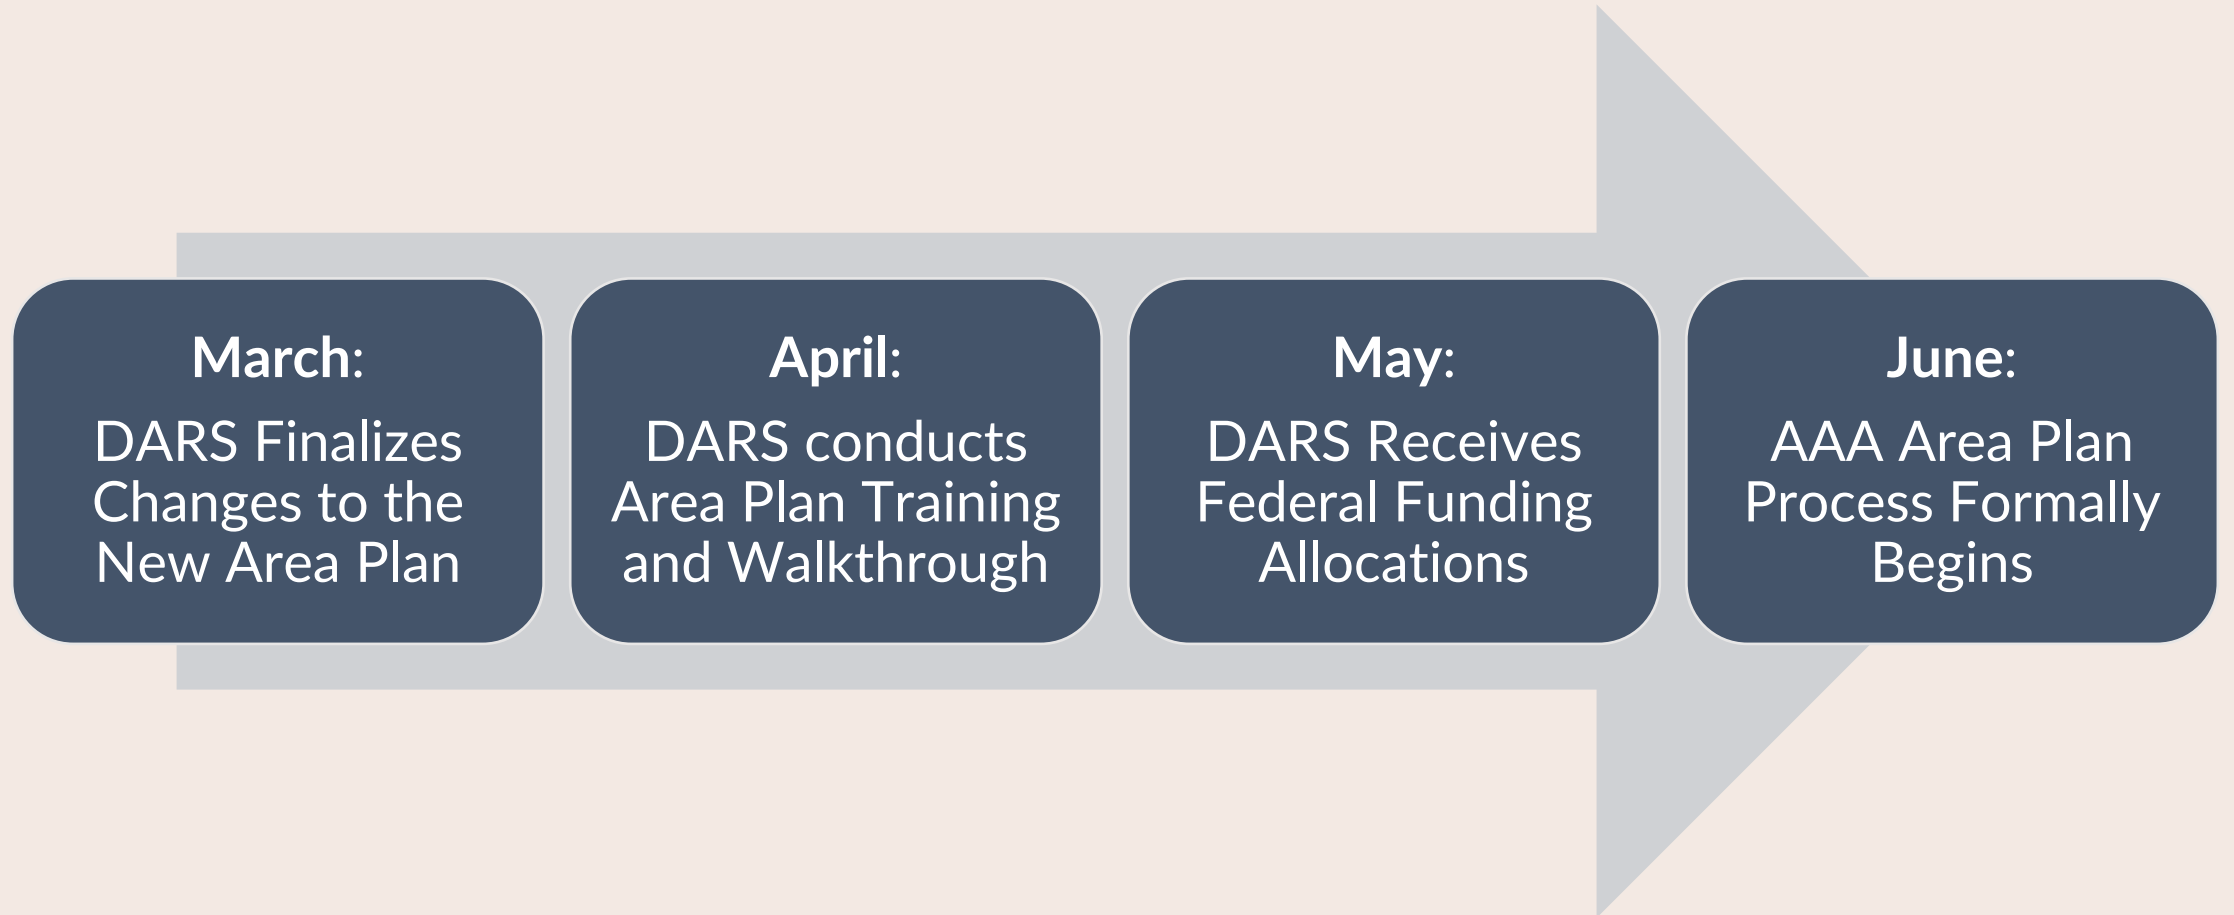 March:
DARS Finalizes
Changes to the
New Area Plan
April:
DARS conducts
Area Plan Training
and Walkthrough
May:
DARS Receives
Federal Funding
Allocations
June:
AAA Area Plan
Process Formally
Begins